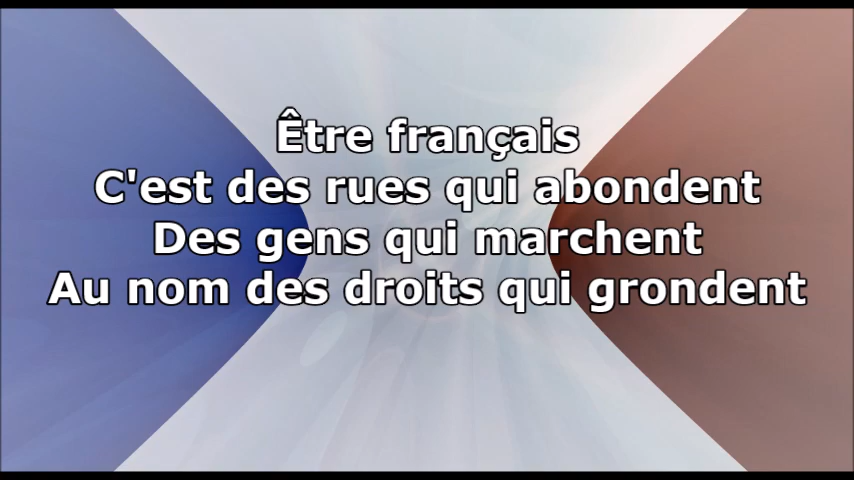 Être français
C'est des rues qui abondent
Des gens qui marchent
Au nom des droits qui grondent